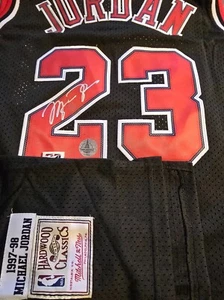 JORDAN
23
1997-98
MICHAEL JORDAN
HARDWOOD
CLASSICS
Mitchell & Ness